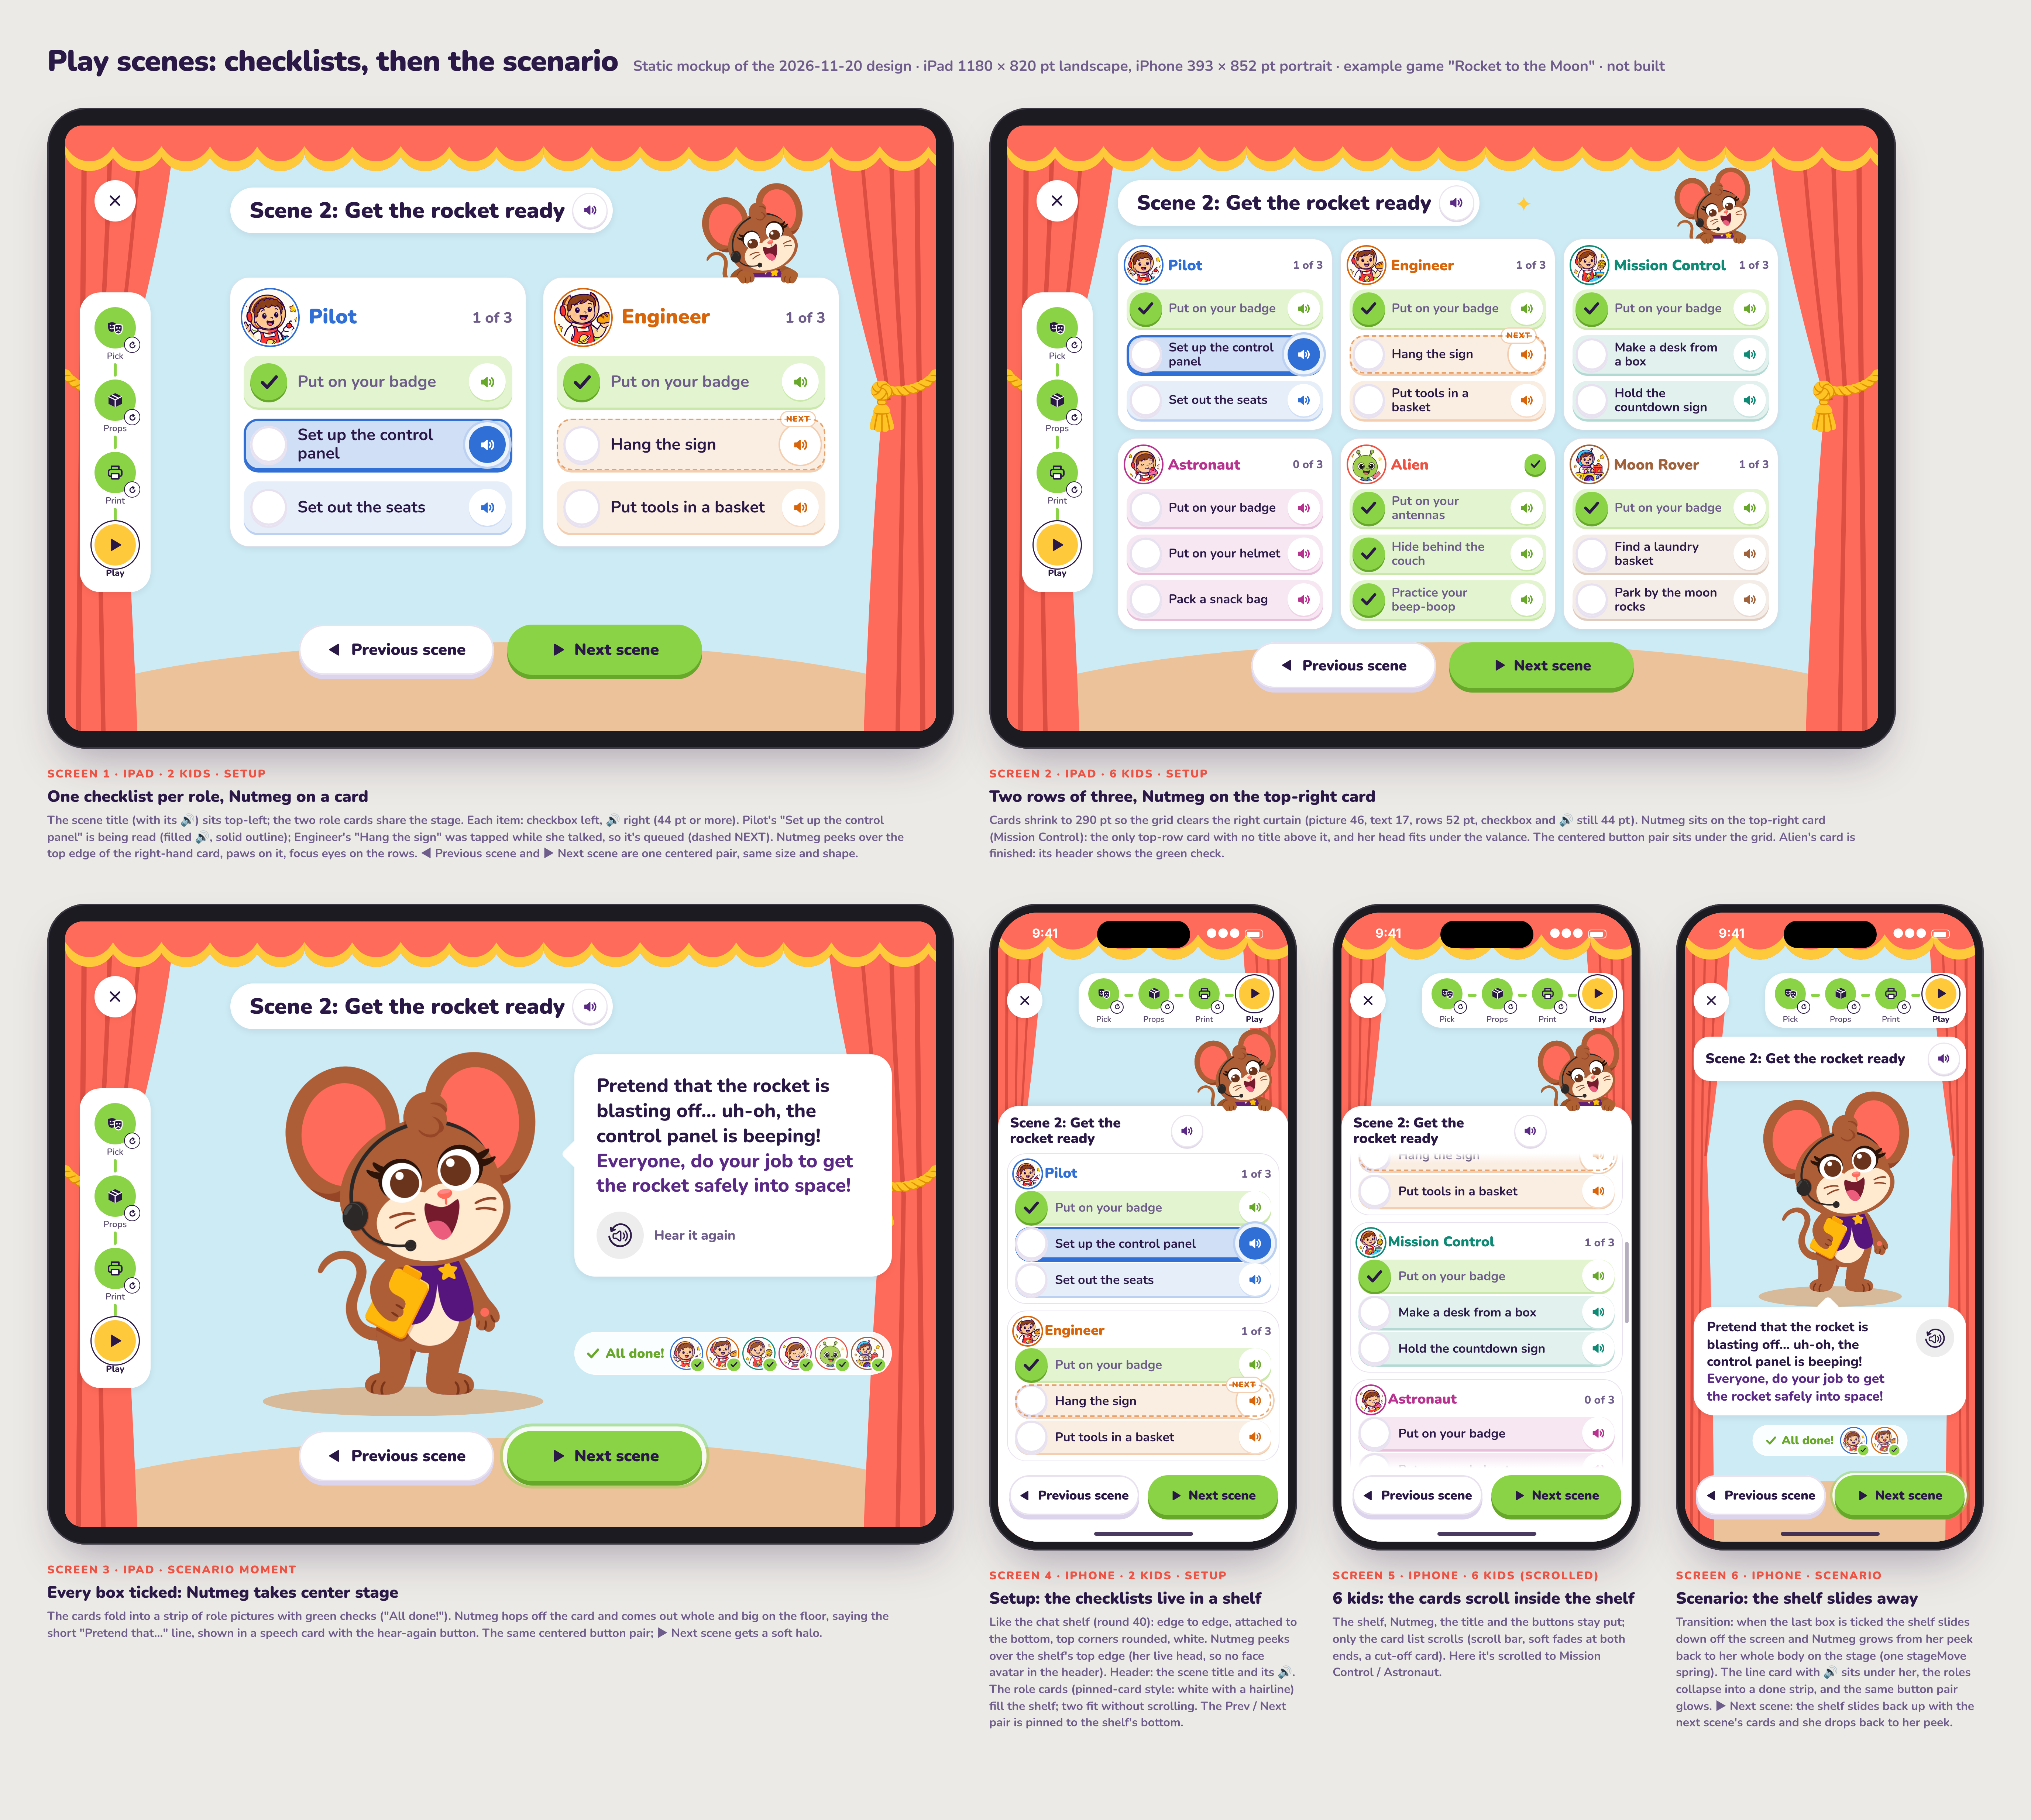 Play scenes: checklists, then the scenario
Static mockup of the 2026-11-20 design · iPad 1180 × 820 pt landscape, iPhone 393 × 852 pt portrait · example game "Rocket to the Moon" · not built
Scene 2: Get the rocket ready
Pick
Props
Print
Play
Pilot
1 of 3
Put on your badge
Set up the control
panel
Set out the seats
Engineer
1 of 3
Put on your badge
NEXT
Hang the sign
Put tools in a basket
◀ Previous scene
▶ Next scene
SCREEN 1 · IPAD · 2 KIDS · SETUP
One checklist per role, Nutmeg on a card
The scene title (with its 🔊) sits top-left; the two role cards share the stage. Each item: checkbox left, 🔊 right (44 pt or more). Pilot's "Set up the control
panel" is being read (filled 🔊, solid outline); Engineer's "Hang the sign" was tapped while she talked, so it's queued (dashed NEXT). Nutmeg peeks over the
top edge of the right-hand card, paws on it, focus eyes on the rows. ◀ Previous scene and ▶ Next scene are one centered pair, same size and shape.
Scene 2: Get the rocket ready
Pick
Props
Print
Play
Pilot
1 of 3
Put on your badge
Set up the control
panel
Set out the seats
Engineer
1 of 3
Put on your badge
NEXT
Hang the sign
Put tools in a
basket
Mission Control
1 of 3
Put on your badge
Make a desk from
a box
Hold the
countdown sign
Astronaut
0 of 3
Put on your badge
Put on your helmet
Pack a snack bag
Alien
Put on your
antennas
Hide behind the
couch
Practice your
beep-boop
Moon Rover
1 of 3
Put on your badge
Find a laundry
basket
Park by the moon
rocks
◀ Previous scene
▶ Next scene
SCREEN 2 · IPAD · 6 KIDS · SETUP
Two rows of three, Nutmeg on the top-right card
Cards shrink to 290 pt so the grid clears the right curtain (picture 46, text 17, rows 52 pt, checkbox and 🔊 still 44 pt). Nutmeg sits on the top-right card
(Mission Control): the only top-row card with no title above it, and her head fits under the valance. The centered button pair sits under the grid. Alien's card is
finished: its header shows the green check.
Scene 2: Get the rocket ready
Pick
Props
Print
Play
Pretend that the rocket is
blasting off... uh-oh, the
control panel is beeping!
Everyone, do your job to get
the rocket safely into space!
Hear it again
All done!
◀ Previous scene
▶ Next scene
SCREEN 3 · IPAD · SCENARIO MOMENT
Every box ticked: Nutmeg takes center stage
The cards fold into a strip of role pictures with green checks ("All done!"). Nutmeg hops off the card and comes out whole and big on the floor, saying the
short "Pretend that..." line, shown in a speech card with the hear-again button. The same centered button pair; ▶ Next scene gets a soft halo.
9:41
Pick
Props
Print
Play
Scene 2: Get the
rocket ready
Pilot
1 of 3
Put on your badge
Set up the control panel
Set out the seats
Engineer
1 of 3
Put on your badge
NEXT
Hang the sign
Put tools in a basket
◀ Previous scene
▶ Next scene
SCREEN 4 · IPHONE · 2 KIDS · SETUP
Setup: the checklists live in a shelf
Like the chat shelf (round 40): edge to edge, attached to
the bottom, top corners rounded, white. Nutmeg peeks
over the shelf's top edge (her live head, so no face
avatar in the header). Header: the scene title and its 🔊.
The role cards (pinned-card style: white with a hairline)
fill the shelf; two fit without scrolling. The Prev / Next
pair is pinned to the shelf's bottom.
9:41
Pick
Props
Print
Play
Scene 2: Get the
rocket ready
Hang the sign
Put tools in a basket
Mission Control
1 of 3
Put on your badge
Make a desk from a box
Hold the countdown sign
Astronaut
0 of 3
Put on your badge
◀ Previous scene
▶ Next scene
SCREEN 5 · IPHONE · 6 KIDS (SCROLLED)
6 kids: the cards scroll inside the shelf
The shelf, Nutmeg, the title and the buttons stay put;
only the card list scrolls (scroll bar, soft fades at both
ends, a cut-off card). Here it's scrolled to Mission
Control / Astronaut.
9:41
Pick
Props
Print
Play
Scene 2: Get the rocket ready
Pretend that the rocket is
blasting off... uh-oh, the
control panel is beeping!
Everyone, do your job to get
the rocket safely into space!
All done!
◀ Previous scene
▶ Next scene
SCREEN 6 · IPHONE · SCENARIO
Scenario: the shelf slides away
Transition: when the last box is ticked the shelf slides
down off the screen and Nutmeg grows from her peek
back to her whole body on the stage (one stageMove
spring). The line card with 🔊 sits under her, the roles
collapse into a done strip, and the same button pair
glows. ▶ Next scene: the shelf slides back up with the
next scene's cards and she drops back to her peek.